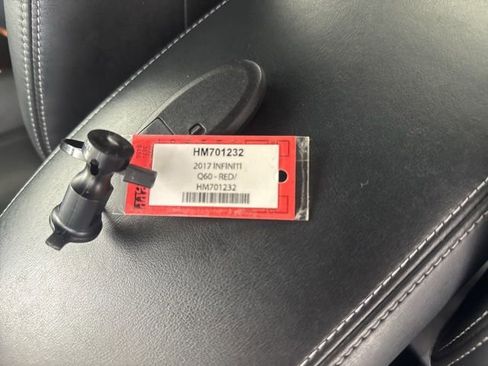 HM701232
2017 INFINITI
Q60 - RED/
HM701232